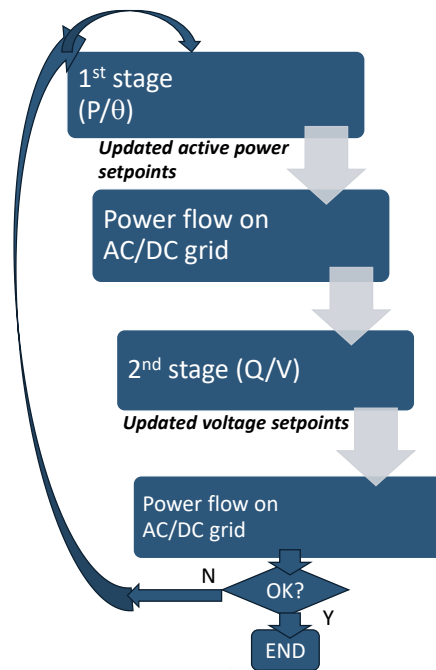 1st stage
(P/θ)
Updated active power
setpoints
Power flow on
AC/DC grid
2nd stage (Q/V)
Updated voltage setpoints
Power flow on
AC/DC grid
N
OK?
Y
END